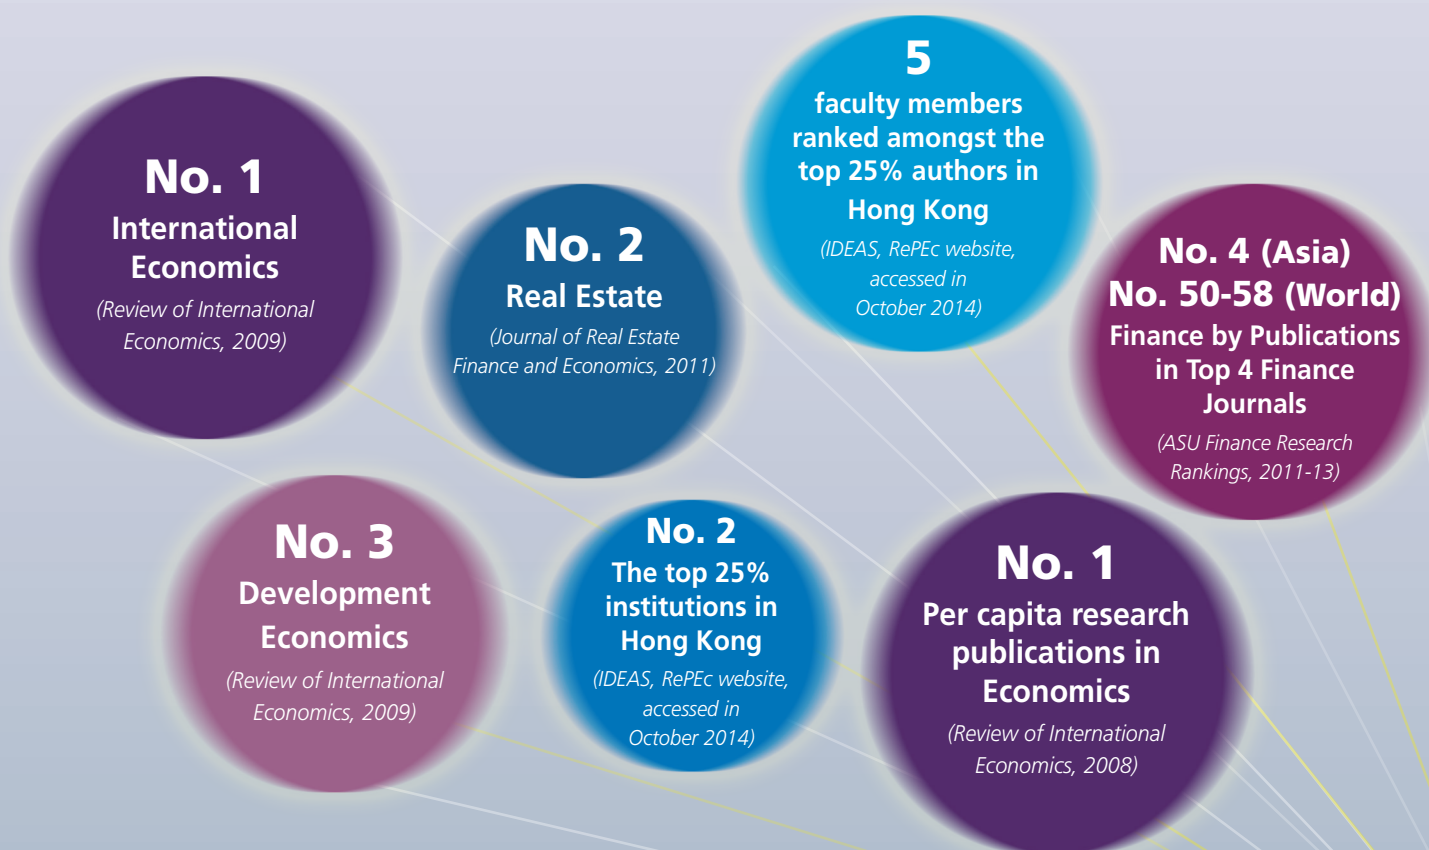 No. 1
International
Economics
(Review of International
Economics, 2009)
No. 2
Real Estate
(Journal of Real Estate
Finance and Economics, 2011)
5
faculty members
ranked amongst the
top 25% authors in
Hong Kong
(IDEAS, RePEc website,
accessed in
October 2014)
No. 4 (Asia)
No. 50-58 (World)
Finance by Publications
in Top 4 Finance
Journals
(ASU Finance Research
Rankings, 2011-13)
No. 3
Development
Economics
(Review of International
Economics, 2009)
No. 2
The top 25%
institutions in
Hong Kong
(IDEAS, RePEc website,
accessed in
October 2014)
No. 1
Per capita research
publications in
Economics
(Review of International
Economics, 2008)